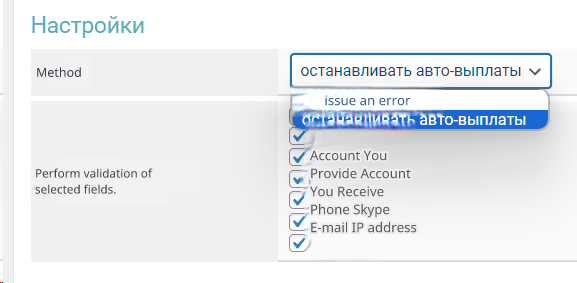 Настройки
Method
останавливать авто-выплаты
issue an error
останавливать авто-выплаты
Perform validation of
selected fields.
Account You
Provide Account
You Receive
Phone Skype
E-mail IP address